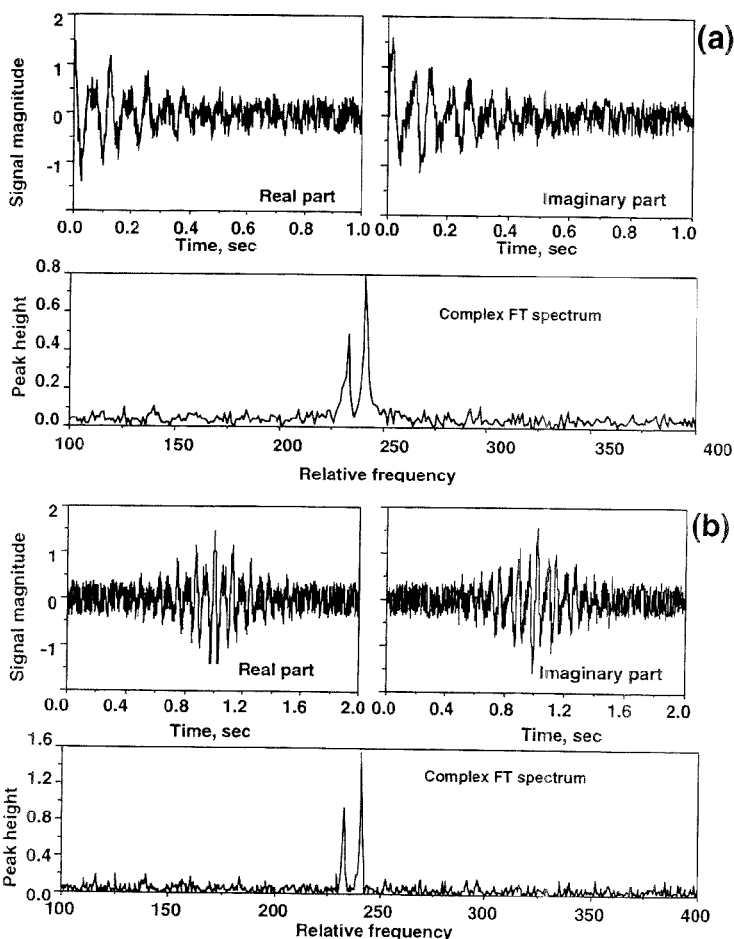 (a)
2
1
0
-1
Signal magnitude
Real part
0.0 0.2 0.4 0.6 0.8 1.0
Time, sec
Imaginary part
0.0 0.2 0.4 0.6 0.8 1.0
Time, sec
0.8
0.6
0.4
0.2
0.0
Peak height
Complex FT spectrum
100 150 200 250 300 350 400
Relative frequency
(b)
2
1
0
-1
Signal magnitude
Real part
0.0 0.4 0.8 1.2 1.6 2.0
Time, sec
Imaginary part
0.0 0.4 0.8 1.2 1.6 2.0
Time, sec
1.6
1.2
0.8
0.4
0.0
Peak height
Complex FT spectrum
100 150 200 250 300 350 400
Relative frequency